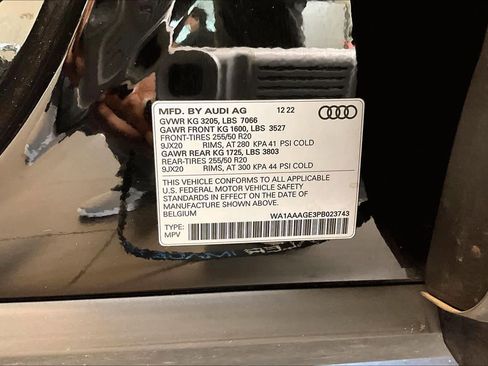 MFD. BY AUDI AG 12 22
GVWR KG 3205, LBS 7066
GAWR FRONT KG 1600, LBS 3527
FRONT-TIRES 255/50 R20
9JX20 RIMS, AT 280 KPA 41 PSI COLD
GAWR REAR KG 1725, LBS 3803
REAR-TIRES 255/50 R20
9JX20 RIMS, AT 300 KPA 44 PSI COLD
THIS VEHICLE CONFORMS TO ALL APPLICABLE
U.S. FEDERAL MOTOR VEHICLE SAFETY
STANDARDS IN EFFECT ON THE DATE OF
MANUFACTURE SHOWN ABOVE.
BELGIUM WA1AAAGE3PB023743
TYPE:
MPV